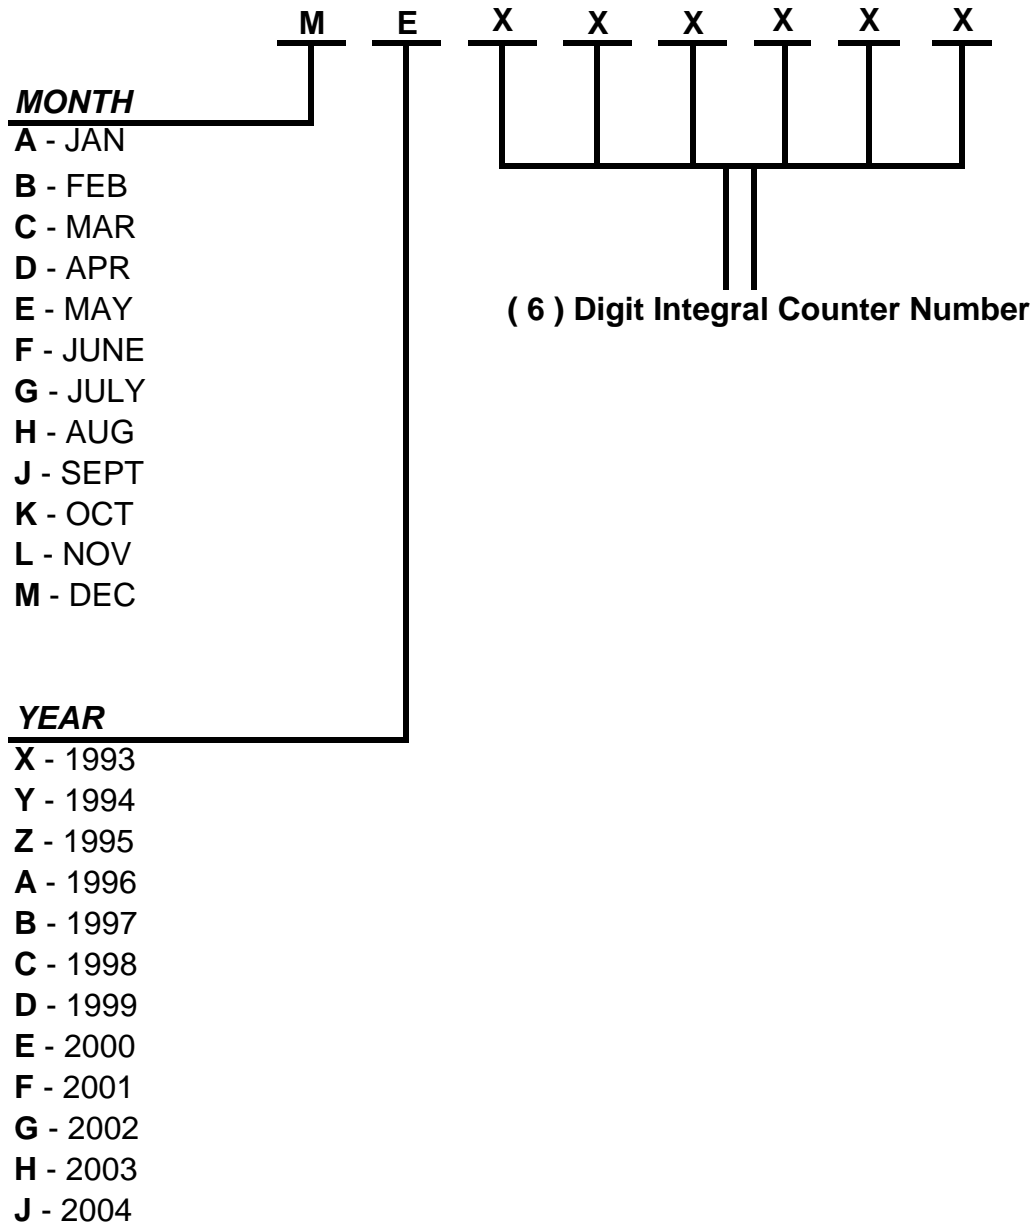 M E X X X X X X
MONTH
A - JAN
B - FEB
C - MAR
D - APR
E - MAY
F - JUNE
G - JULY
H - AUG
J - SEPT
K - OCT
L - NOV
M - DEC
( 6 ) Digit Integral Counter Number
YEAR
X - 1993
Y - 1994
Z - 1995
A - 1996
B - 1997
C - 1998
D - 1999
E - 2000
F - 2001
G - 2002
H - 2003
J - 2004